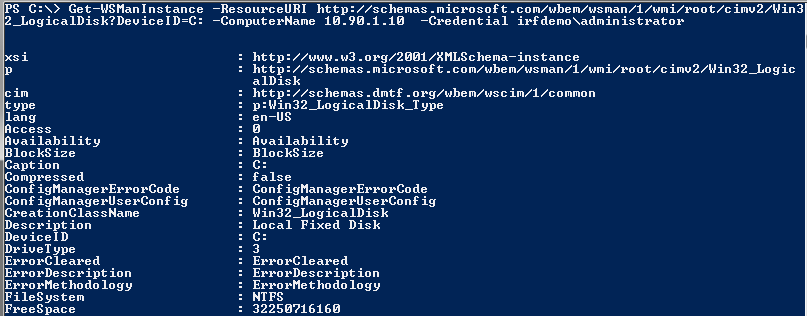 PS C:\> Get-WSManInstance -ResourceURI http://schemas.microsoft.com/wbem/wsman/1/wmi/root/cimv2/Win3
2_LogicalDisk?DeviceID=C: -ComputerName 10.90.1.10 -Credential irfdemo\administrator
xsi : http://www.w3.org/2001/XMLSchema-instance
p : http://schemas.microsoft.com/wbem/wsman/1/wmi/root/cimv2/Win32_Logic
alDisk
cim : http://schemas.dmtf.org/wbem/wscim/1/common
type : p:Win32_LogicalDisk_Type
lang : en-US
Access : 0
Availability : Availability
BlockSize : BlockSize
Caption : C:
Compressed : false
ConfigManagerErrorCode : ConfigManagerErrorCode
ConfigManagerUserConfig : ConfigManagerUserConfig
CreationClassName : Win32_LogicalDisk
Description : Local Fixed Disk
DeviceID : C:
DriveType : 3
ErrorCleared : ErrorCleared
ErrorDescription : ErrorDescription
ErrorMethodology : ErrorMethodology
FileSystem : NTFS
FreeSpace : 32250716160